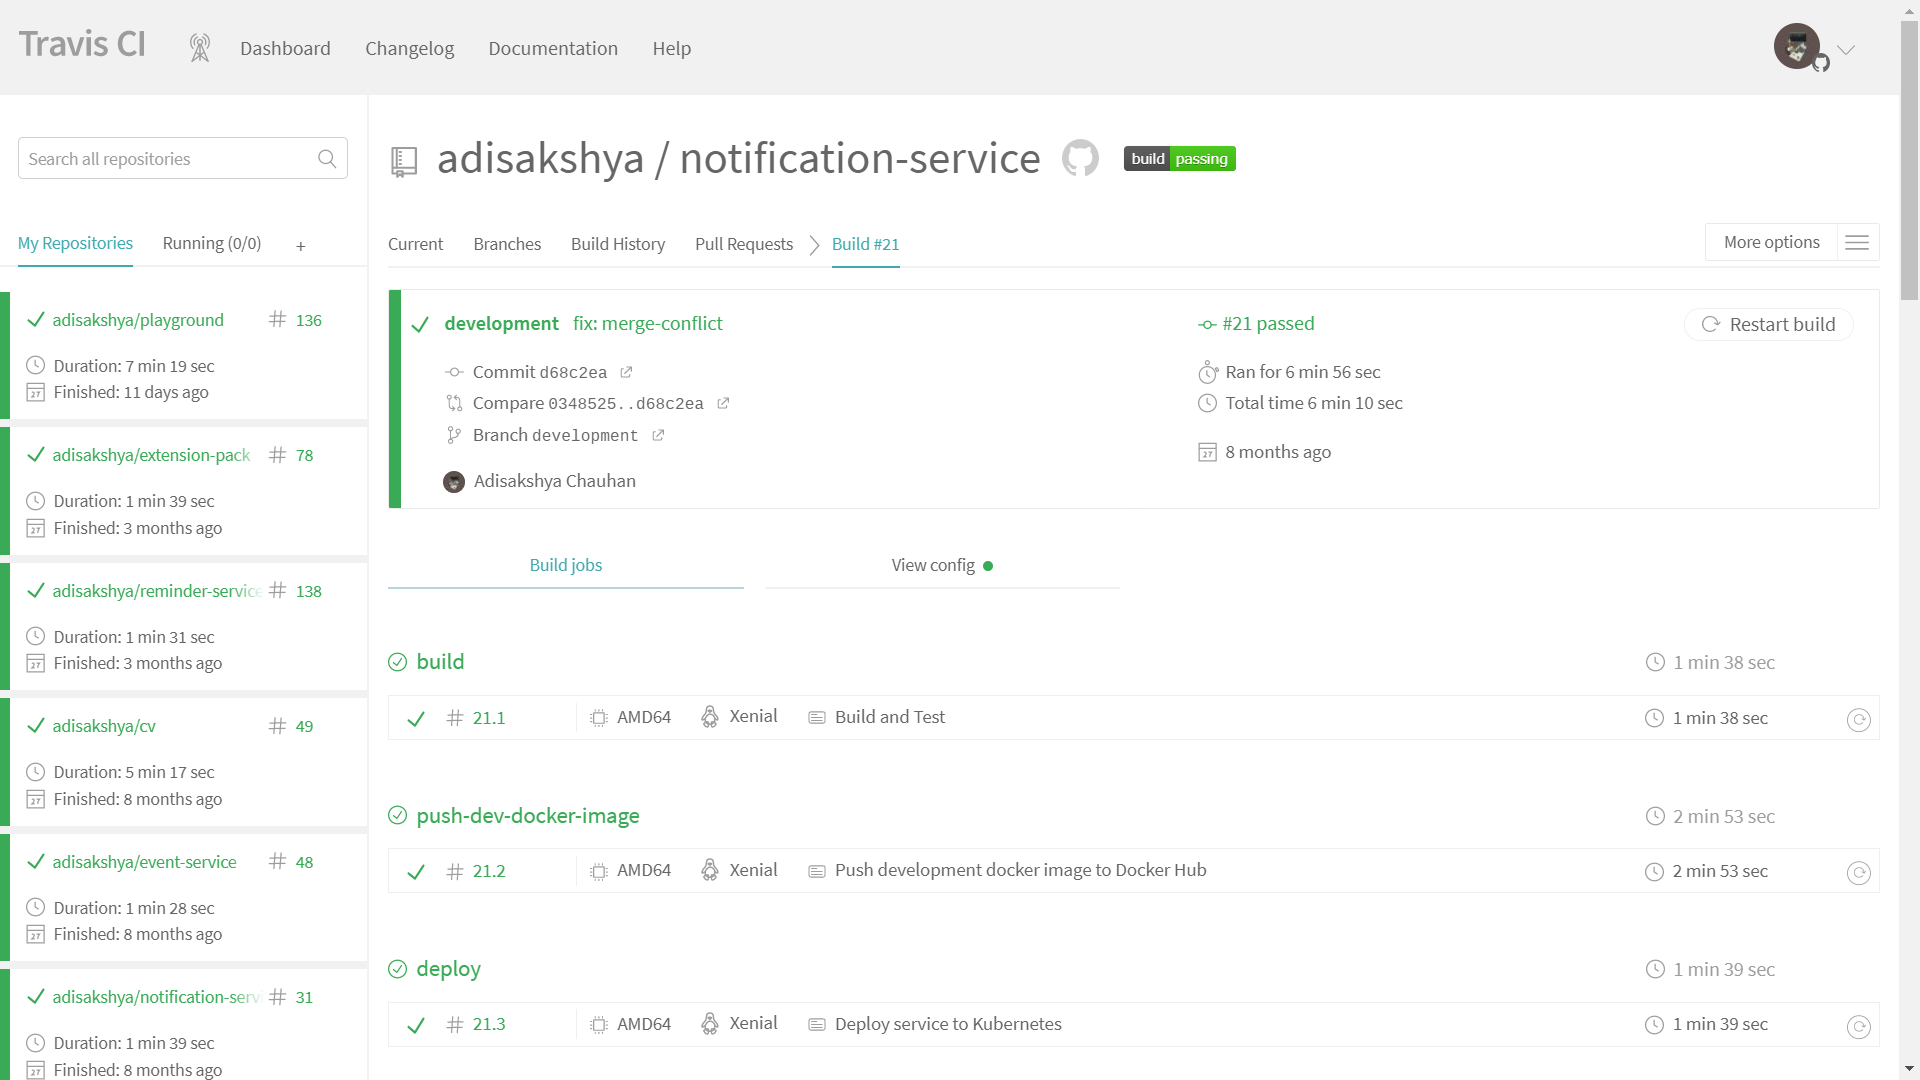 Travis CI
Dashboard
Changelog
Documentation
Help
Search all repositories
My Repositories
Running (0/0)
+
adisakshya/playground # 136
Duration: 7 min 19 sec
Finished: 11 days ago
adisakshya/extension-pack # 78
Duration: 1 min 39 sec
Finished: 3 months ago
adisakshya/reminder-service # 138
Duration: 1 min 31 sec
Finished: 3 months ago
adisakshya/cv # 49
Duration: 5 min 17 sec
Finished: 8 months ago
adisakshya/event-service # 48
Duration: 1 min 28 sec
Finished: 8 months ago
adisakshya/notification-serv # 31
Duration: 1 min 39 sec
Finished: 8 months ago
adisakshya / notification-service
build passing
Current
Branches
Build History
Pull Requests
Build #21
More options
development fix: merge-conflict
Commit d68c2ea
Compare 0348525..d68c2ea
Branch development
Adisakshya Chauhan
#21 passed
Ran for 6 min 56 sec
Total time 6 min 10 sec
8 months ago
Restart build
Build jobs
View config
build 1 min 38 sec
# 21.1 AMD64 Xenial Build and Test 1 min 38 sec
push-dev-docker-image 2 min 53 sec
# 21.2 AMD64 Xenial Push development docker image to Docker Hub 2 min 53 sec
deploy 1 min 39 sec
# 21.3 AMD64 Xenial Deploy service to Kubernetes 1 min 39 sec